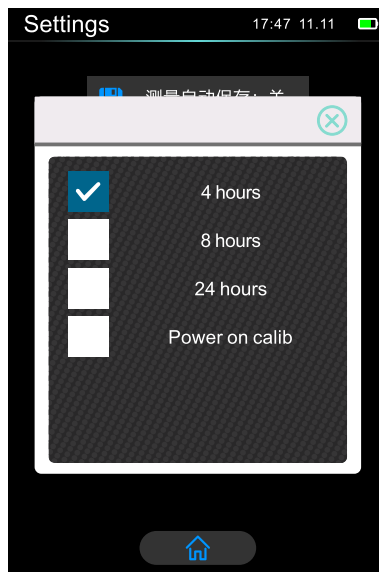 Settings 17:47 11.11
测量自动保存：关
4 hours
8 hours
24 hours
Power on calib